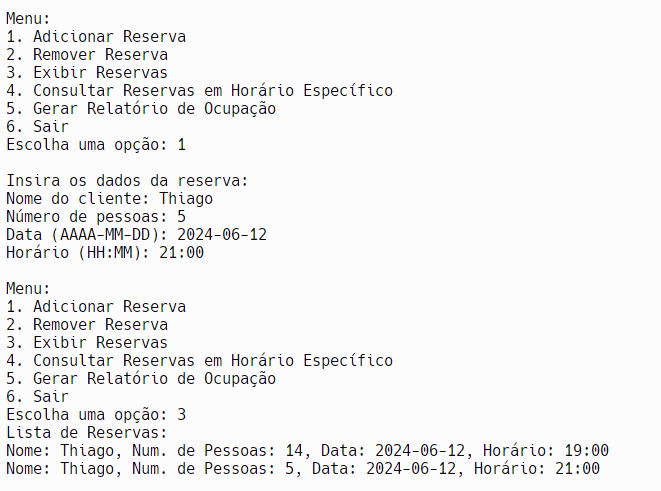 Menu:
1. Adicionar Reserva
2. Remover Reserva
3. Exibir Reservas
4. Consultar Reservas em Horário Específico
5. Gerar Relatório de Ocupação
6. Sair
Escolha uma opção: 1
Insira os dados da reserva:
Nome do cliente: Thiago
Número de pessoas: 5
Data (AAAA-MM-DD): 2024-06-12
Horário (HH:MM): 21:00
Menu:
1. Adicionar Reserva
2. Remover Reserva
3. Exibir Reservas
4. Consultar Reservas em Horário Específico
5. Gerar Relatório de Ocupação
6. Sair
Escolha uma opção: 3
Lista de Reservas:
Nome: Thiago, Num. de Pessoas: 14, Data: 2024-06-12, Horário: 19:00
Nome: Thiago, Num. de Pessoas: 5, Data: 2024-06-12, Horário: 21:00